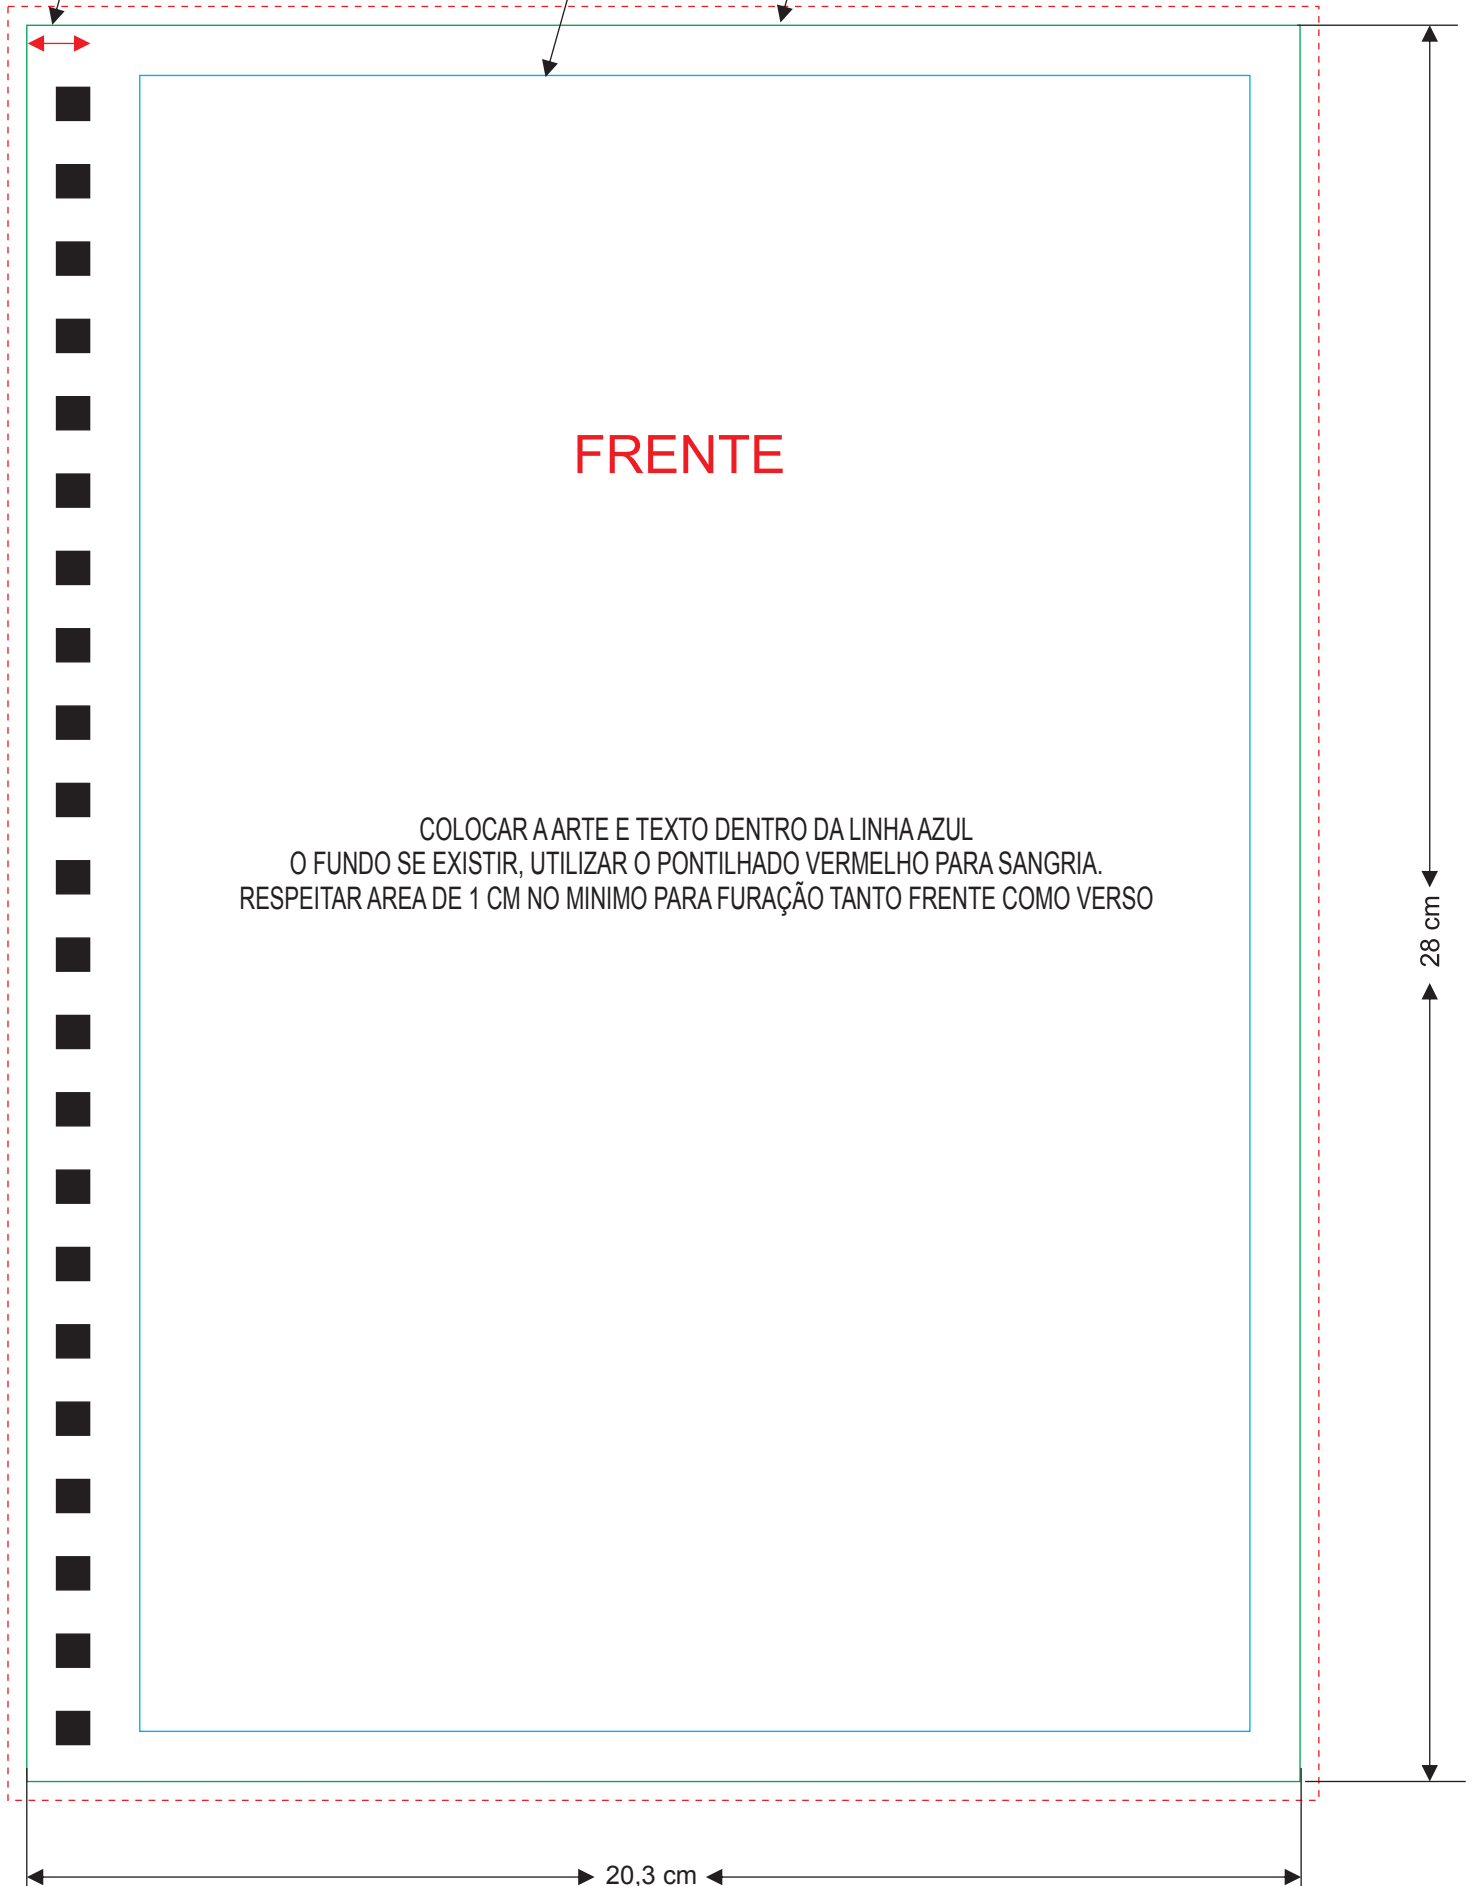 FRENTE
COLOCAR A ARTE E TEXTO DENTRO DA LINHA AZUL
O FUNDO SE EXISTIR, UTILIZAR O PONTILHADO VERMELHO PARA SANGRIA.
RESPEITAR AREA DE 1 CM NO MINIMO PARA FURAÇÃO TANTO FRENTE COMO VERSO
28 cm
20,3 cm